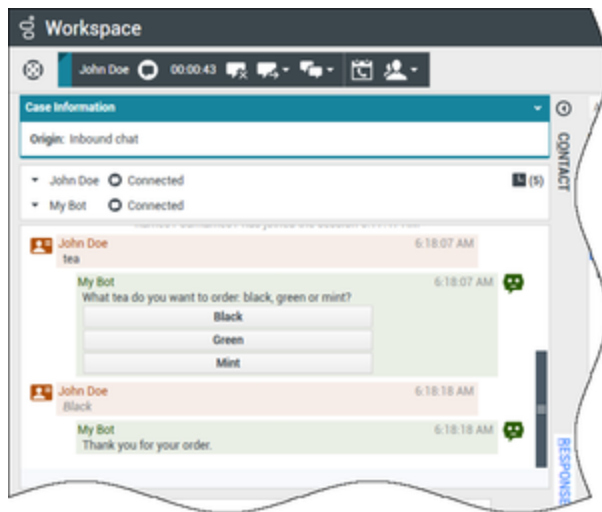 Workspace
John Doe 00:00:43
Case Information
Origin: Inbound chat
John Doe Connected (5)
My Bot Connected
CONTACT
John Doe 6:18:07 AM
tea
My Bot 6:18:07 AM
What tea do you want to order: black, green or mint?
Black
Green
Mint
John Doe 6:18:18 AM
Black
My Bot 6:18:18 AM
Thank you for your order.
RESPONSE